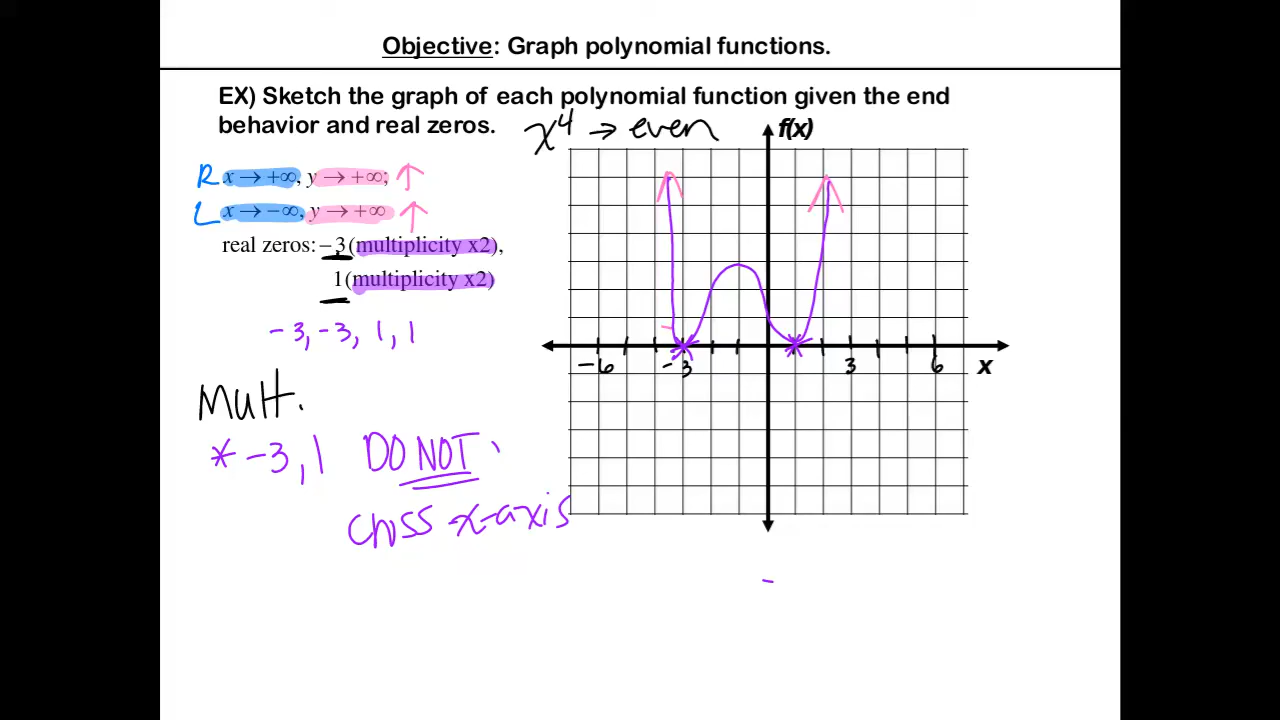 Objective: Graph polynomial functions.
EX) Sketch the graph of each polynomial function given the end
behavior and real zeros.
x⁴ → even
f(x)
R x → +∞, y → +∞; ↑
L x → −∞, y → +∞ ↑
real zeros: −3(multiplicity x2),
1(multiplicity x2)
-3, -3, 1, 1
-6 -3 3 6 x
Mult.
* -3, 1 DO NOT
cross x-axis